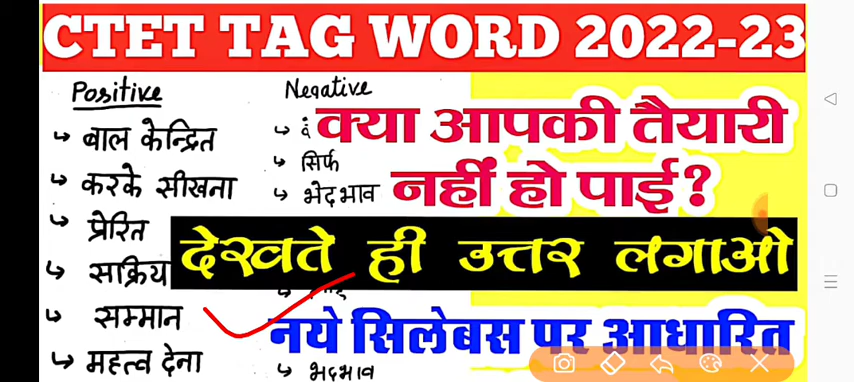 CTET TAG WORD 2022-23
Positive
↳ बाल केन्द्रित
↳ करके सीखना
↳ प्रेरित
↳ सक्रिय
↳ सम्मान
↳ महत्व देना
Negative
↳ सिर्फ
↳ भेदभाव
↳ भेदभाव
क्या आपकी तैयारी
नहीं हो पाई?
देखते ही उत्तर लगाओ
नये सिलेबस पर आधारित